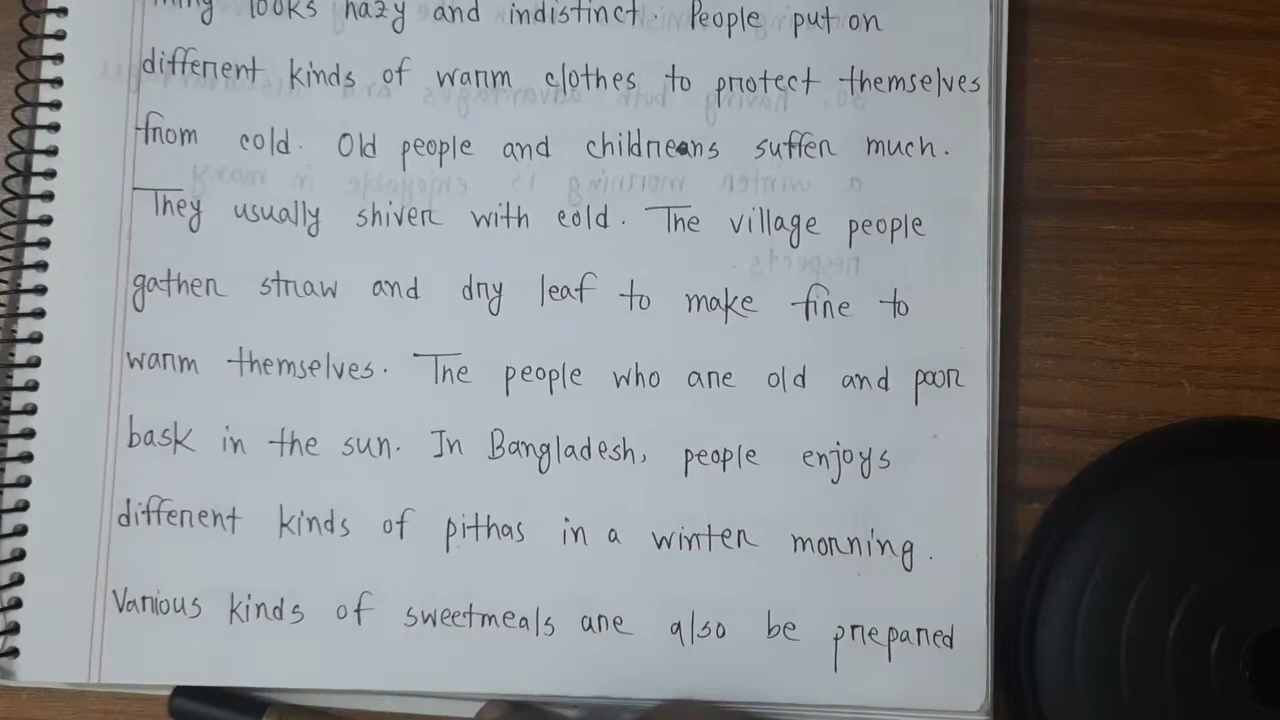 looks hazy and indistinct. People put on
different kinds of warm clothes to protect themselves
from cold. Old people and childreans suffer much.
They usually shiver with cold. The village people
gather straw and dry leaf to make fire to
warm themselves. The people who are old and poor
bask in the sun. In Bangladesh, people enjoys
different kinds of pithas in a winter morning.
Various kinds of sweetmeals are also be prepared